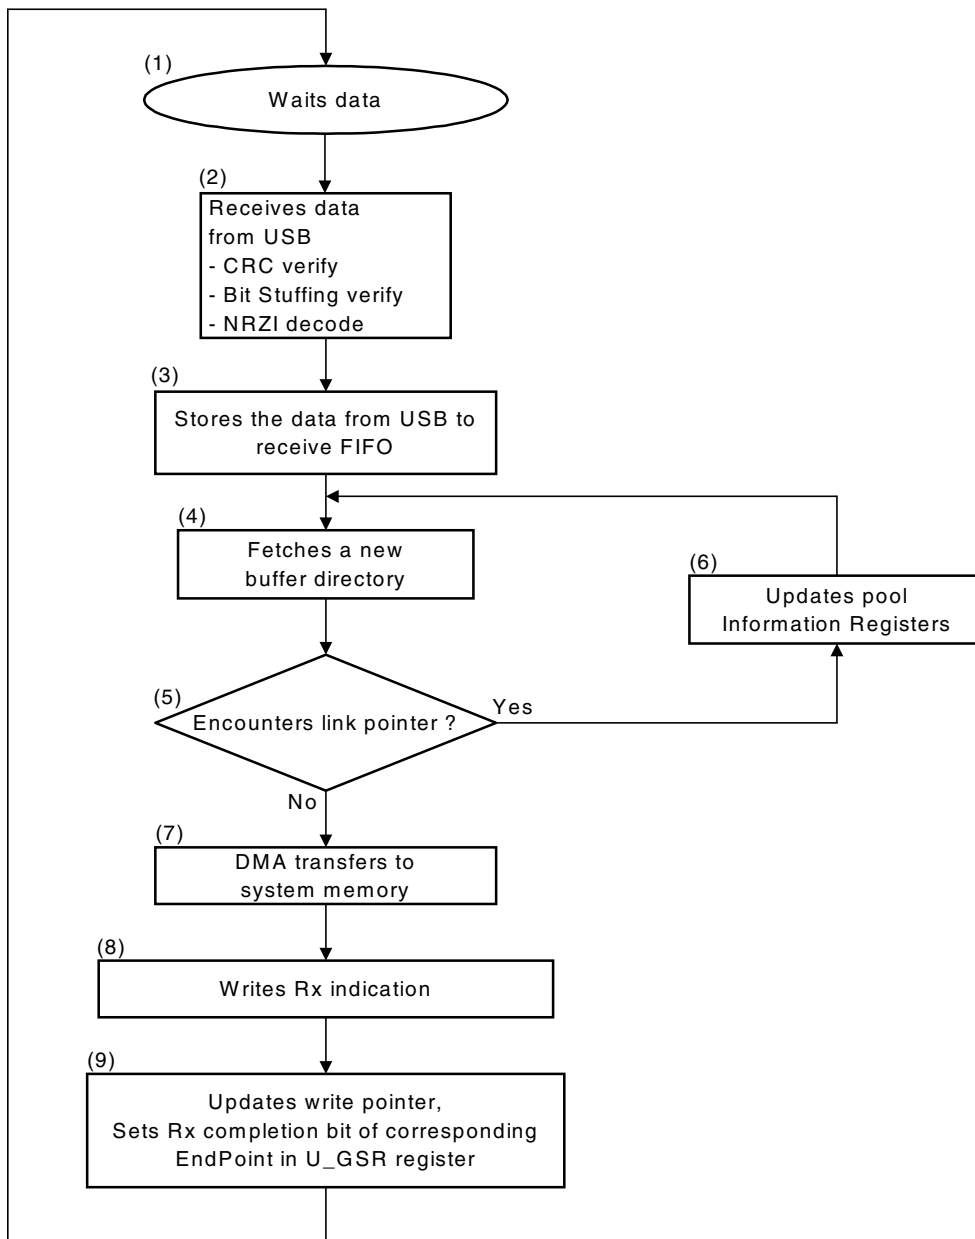 (1)
Waits data
(2)
Receives data
from USB
- CRC verify
- Bit Stuffing verify
- NRZI decode
(3)
Stores the data from USB to
receive FIFO
(4)
Fetches a new
buffer directory
(6)
Updates pool
Information Registers
(5)
Encounters link pointer ?
Yes
No
(7)
DMA transfers to
system memory
(8)
Writes Rx indication
(9)
Updates write pointer,
Sets Rx completion bit of corresponding
EndPoint in U_GSR register